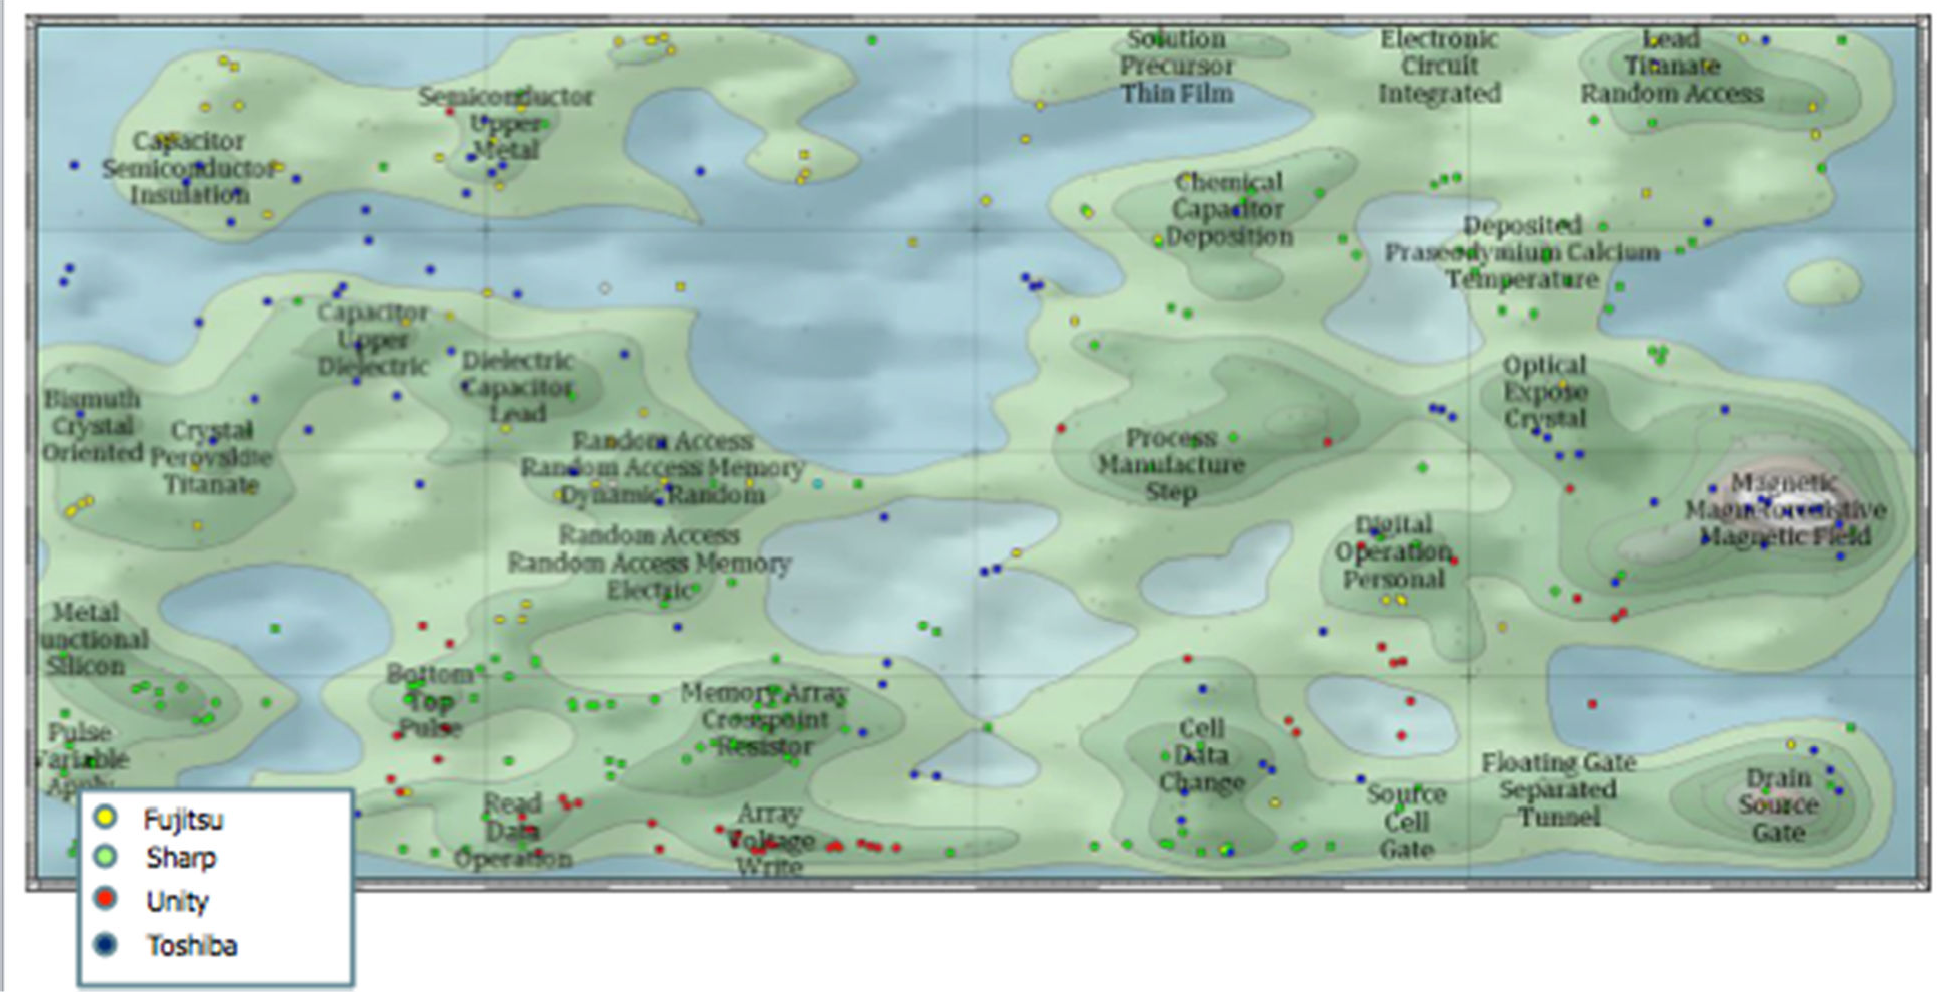 Solution
Precursor
Thin Film
Electronic
Circuit
Integrated
Lead
Titanate
Random Access
Semiconductor
Upper
Metal
Capacitor
Semiconductor
Insulation
Chemical
Capacitor
Deposition
Deposited
Praseodymium Calcium
Temperature
Capacitor
Upper
Dielectric
Dielectric
Capacitor
Lead
Optical
Expose
Crystal
Bismuth
Crystal
Oriented
Crystal
Perovskite
Titanate
Random Access
Random Access Memory
Dynamic Random
Process
Manufacture
Step
Magnetic
Magnetoresistive
Magnetic Field
Random Access
Random Access Memory
Electric
Digital
Operation
Personal
Metal
unctional
Silicon
Bottom
Top
Pulse
Memory Array
Crosspoint
Resistor
Pulse
Variable
Apply
Cell
Data
Change
Floating Gate
Separated
Tunnel
Source
Cell
Gate
Drain
Source
Gate
Read
Data
Operation
Array
Voltage
Write
Fujitsu
Sharp
Unity
Toshiba